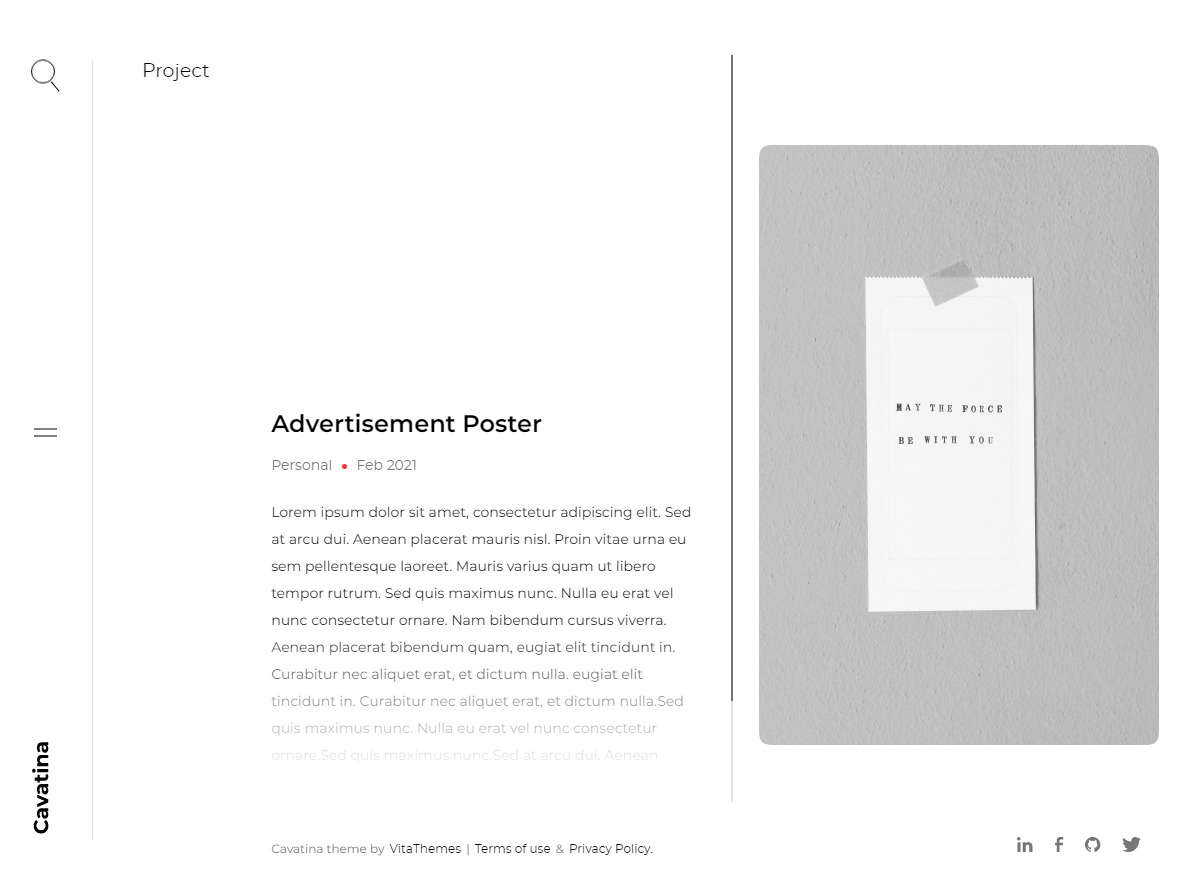 Project
Advertisement Poster
Personal Feb 2021
Lorem ipsum dolor sit amet, consectetur adipiscing elit. Sed
at arcu dui. Aenean placerat mauris nisl. Proin vitae urna eu
sem pellentesque laoreet. Mauris varius quam ut libero
tempor rutrum. Sed quis maximus nunc. Nulla eu erat vel
nunc consectetur ornare. Nam bibendum cursus viverra.
Aenean placerat bibendum quam, eugiat elit tincidunt in.
Curabitur nec aliquet erat, et dictum nulla. eugiat elit
tincidunt in. Curabitur nec aliquet erat, et dictum nulla.Sed
quis maximus nunc. Nulla eu erat vel nunc consectetur
ornare.Sed quis maximus nunc.Sed at arcu dui. Aenean
MAY THE FORCE
BE WITH YOU
Cavatina
Cavatina theme by VitaThemes | Terms of use & Privacy Policy.